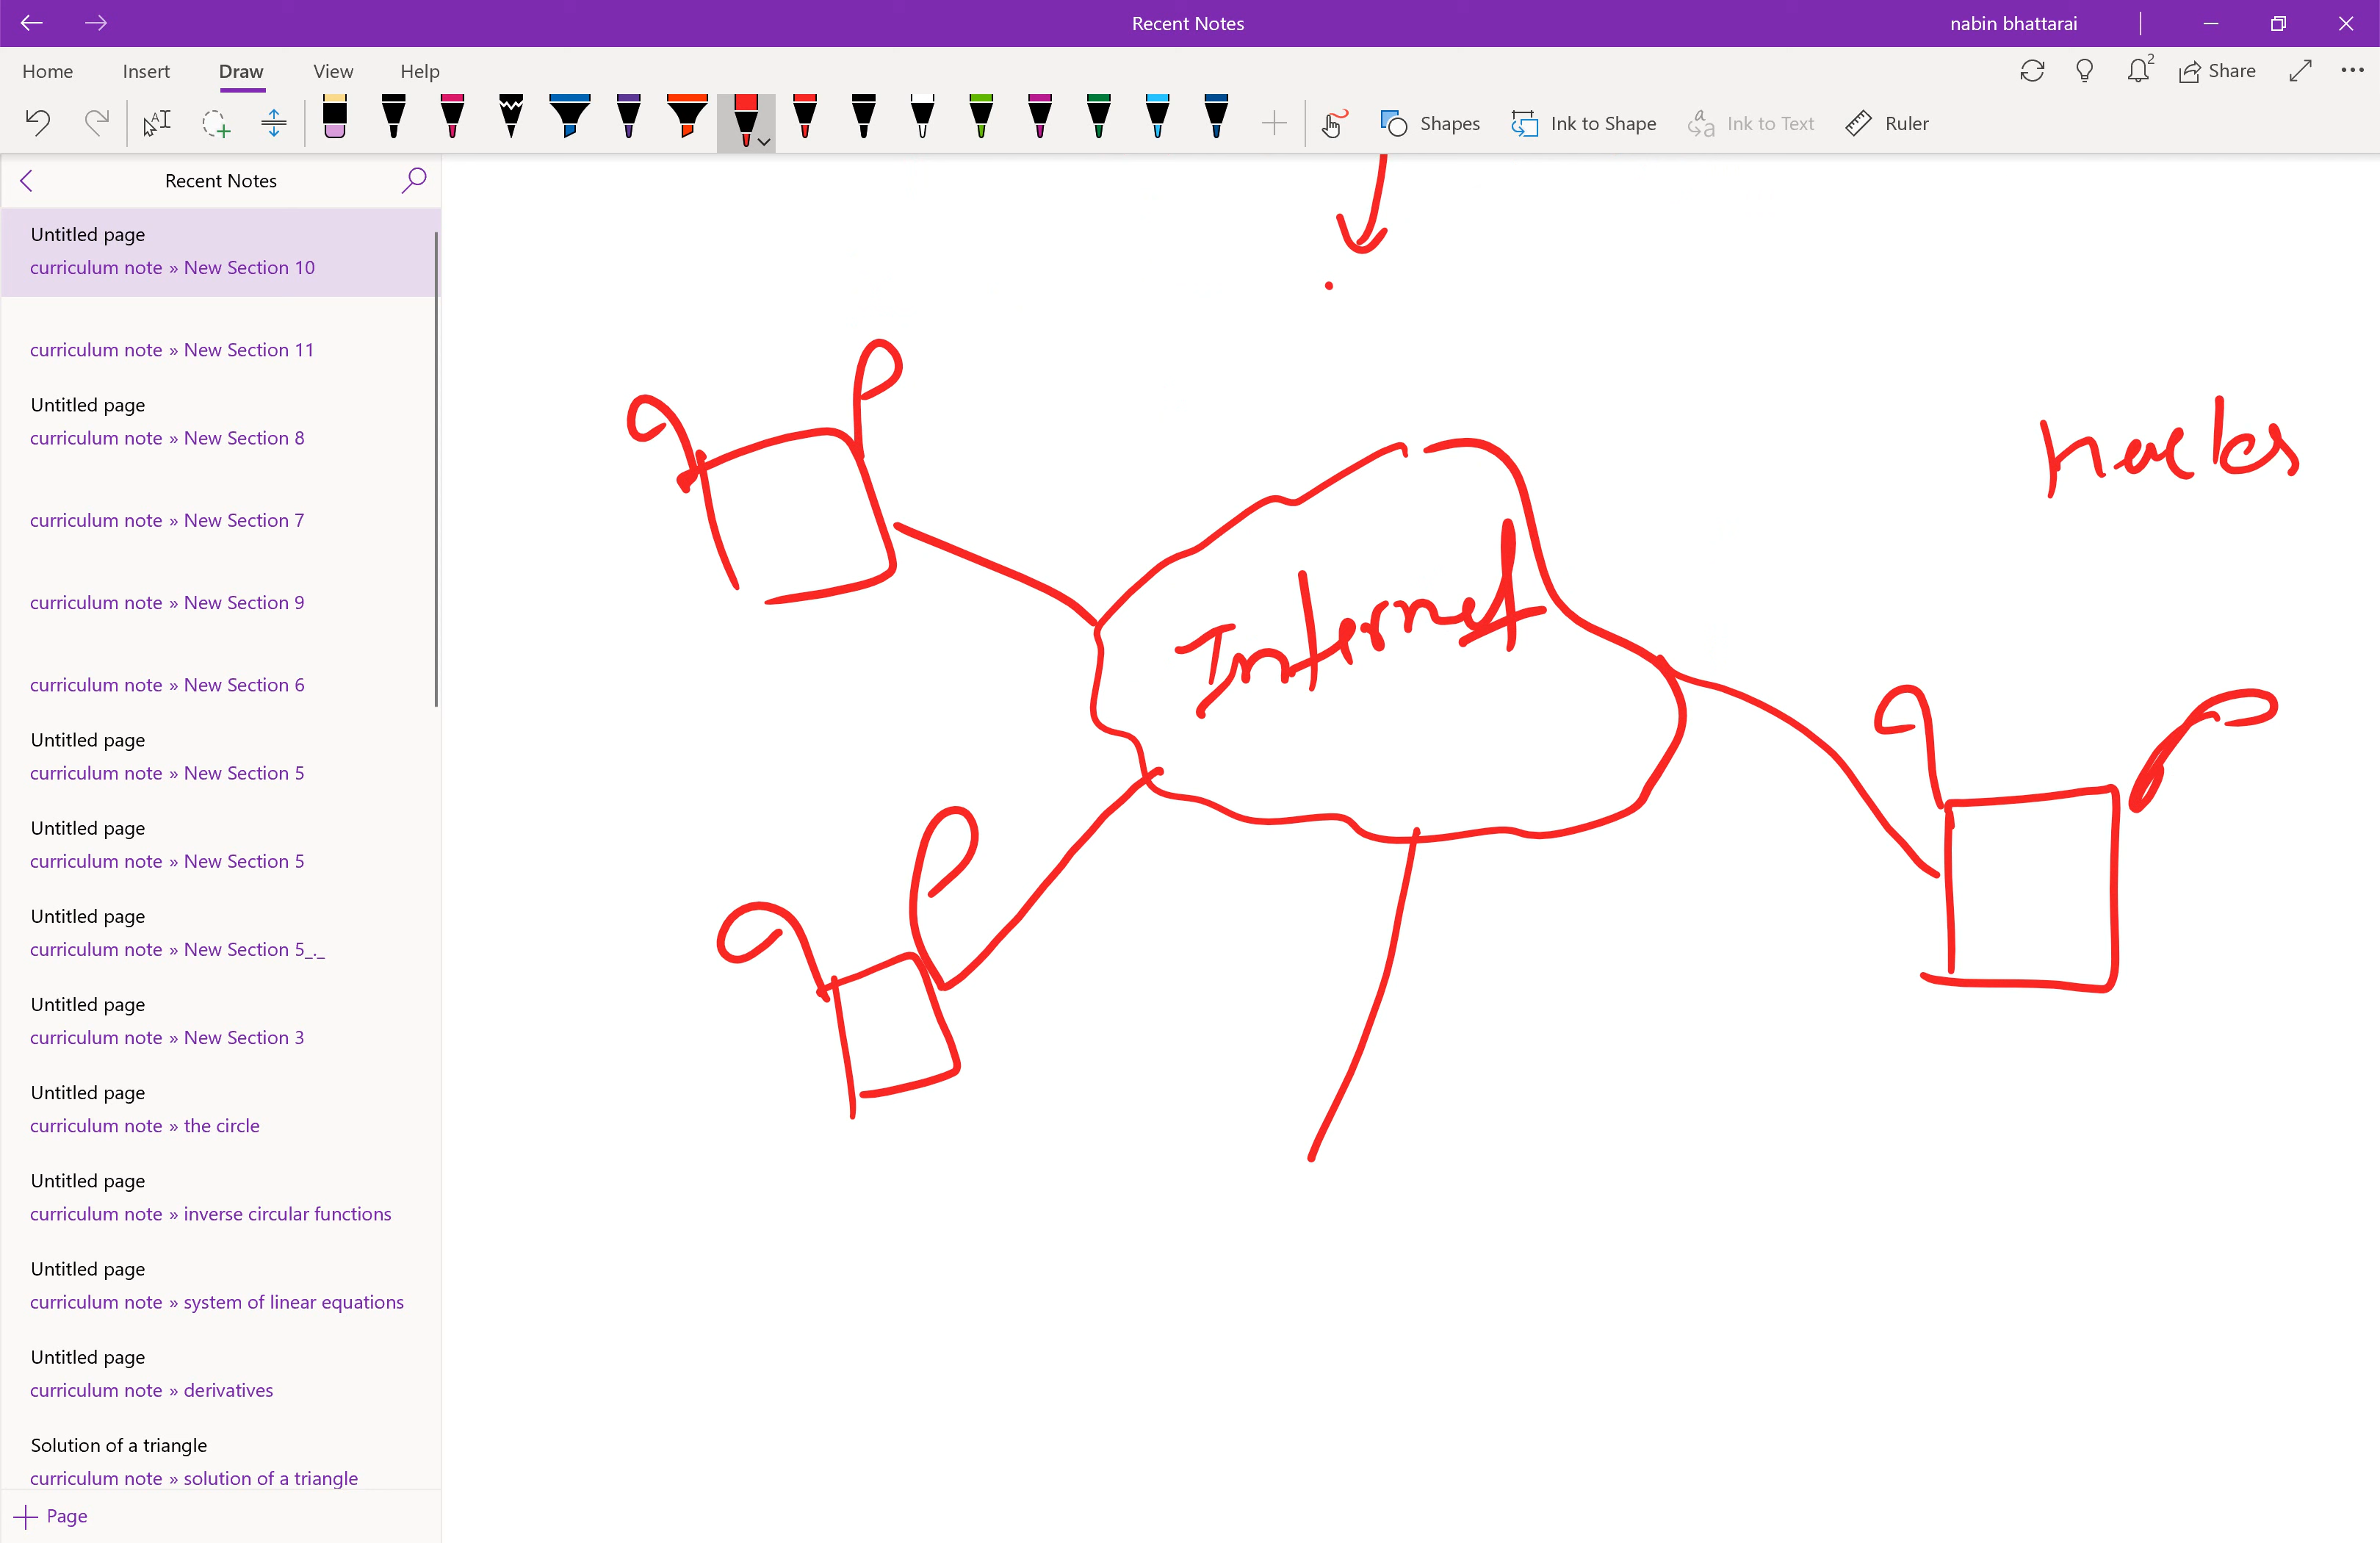 Recent Notes
nabin bhattarai
Home Insert Draw View Help
2 Share
Shapes Ink to Shape Ink to Text Ruler
Recent Notes
Untitled page
curriculum note » New Section 10
curriculum note » New Section 11
Untitled page
curriculum note » New Section 8
curriculum note » New Section 7
curriculum note » New Section 9
curriculum note » New Section 6
Untitled page
curriculum note » New Section 5
Untitled page
curriculum note » New Section 5
Untitled page
curriculum note » New Section 5_._
Untitled page
curriculum note » New Section 3
Untitled page
curriculum note » the circle
Untitled page
curriculum note » inverse circular functions
Untitled page
curriculum note » system of linear equations
Untitled page
curriculum note » derivatives
Solution of a triangle
curriculum note » solution of a triangle
Page
Internet